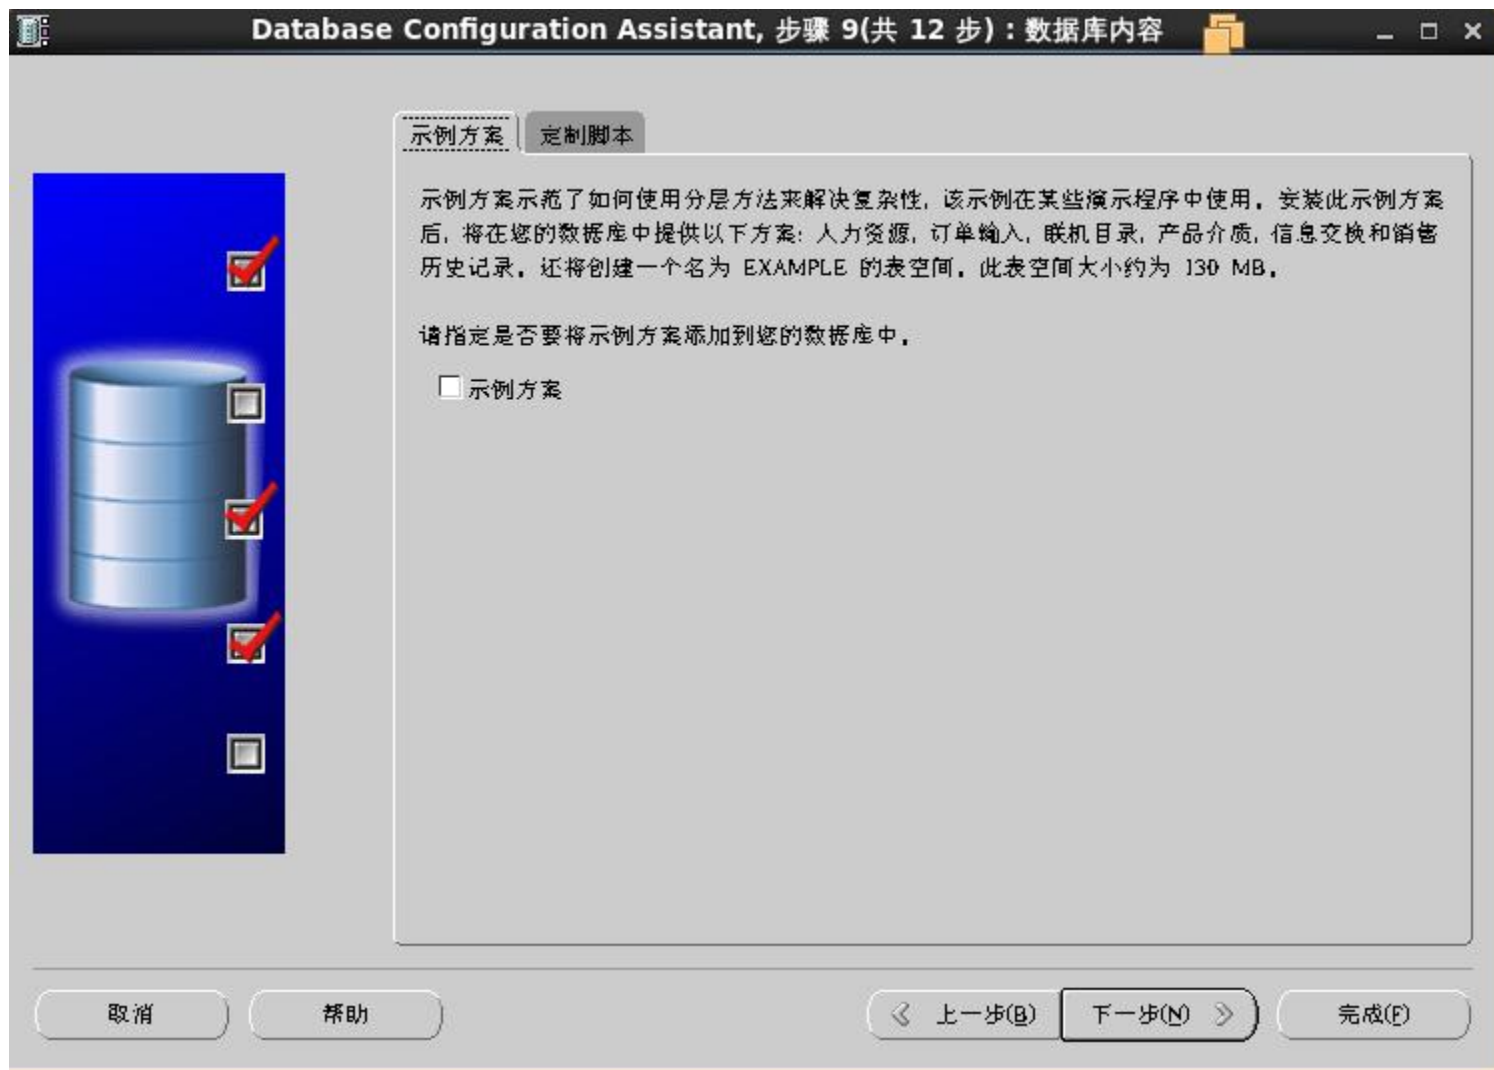 Database Configuration Assistant, 步骤 9(共 12 步) : 数据库内容
示例方案 定制脚本
示例方案示范了如何使用分层方法来解决复杂性, 该示例在某些演示程序中使用。安装此示例方案
后, 将在您的数据库中提供以下方案: 人力资源, 订单输入, 联机目录, 产品介质, 信息交换和销售
历史记录。还将创建一个名为 EXAMPLE 的表空间。此表空间大小约为 130 MB。
请指定是否要将示例方案添加到您的数据库中。
示例方案
取消 帮助 上一步(B) 下一步(N) 完成(F)